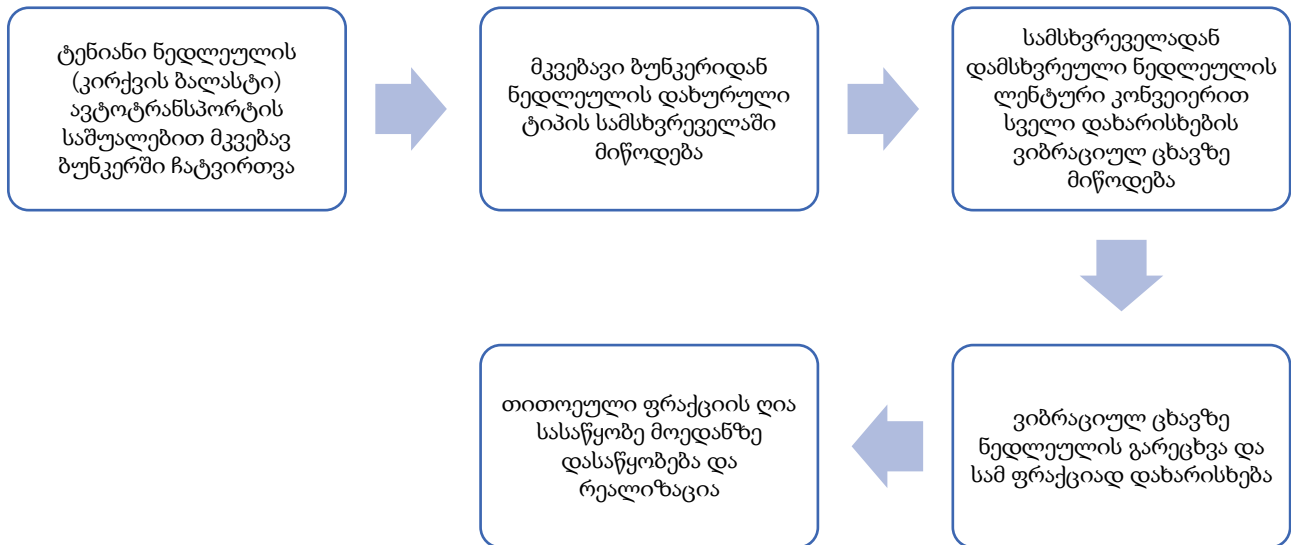 ტენიანი ნედლეულის
(კირქვის ბალასტი)
ავტოტრანსპორტის
საშუალებით მკვებავ
ბუნკერში ჩატვირთვა
მკვებავი ბუნკერიდან
ნედლეულის დახურული
ტიპის სამსხვრეველაში
მიწოდება
სამსხვრეველადან
დამსხვრეული ნედლეულის
ლენტური კონვეიერით
სველი დახარისხების
ვიბრაციულ ცხავზე
მიწოდება
ვიბრაციულ ცხავზე
ნედლეულის გარეცხვა და
სამ ფრაქციად დახარისხება
თითოეული ფრაქციის ღია
სასაწყობე მოედანზე
დასაწყობება და
რეალიზაცია